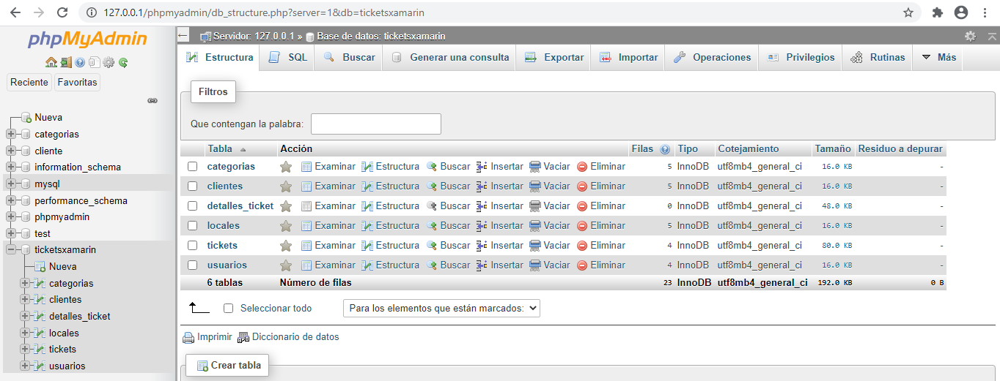 127.0.0.1/phpmyadmin/db_structure.php?server=1&db=ticketsxamarin
phpMyAdmin
Reciente Favoritas
Nueva
categorias
cliente
information_schema
mysql
performance_schema
phpmyadmin
test
ticketsxamarin
Nueva
categorias
clientes
detalles_ticket
locales
tickets
usuarios
Servidor: 127.0.0.1 » Base de datos: ticketsxamarin
Estructura SQL Buscar Generar una consulta Exportar Importar Operaciones Privilegios Rutinas Más
Filtros
Que contengan la palabra:
Tabla Acción Filas Tipo Cotejamiento Tamaño Residuo a depurar
categorias Examinar Estructura Buscar Insertar Vaciar Eliminar 5 InnoDB utf8mb4_general_ci 16.0 KB -
clientes Examinar Estructura Buscar Insertar Vaciar Eliminar 5 InnoDB utf8mb4_general_ci 16.0 KB -
detalles_ticket Examinar Estructura Buscar Insertar Vaciar Eliminar 0 InnoDB utf8mb4_general_ci 48.0 KB -
locales Examinar Estructura Buscar Insertar Vaciar Eliminar 5 InnoDB utf8mb4_general_ci 16.0 KB -
tickets Examinar Estructura Buscar Insertar Vaciar Eliminar 4 InnoDB utf8mb4_general_ci 80.0 KB -
usuarios Examinar Estructura Buscar Insertar Vaciar Eliminar 4 InnoDB utf8mb4_general_ci 16.0 KB -
6 tablas Número de filas 23 InnoDB utf8mb4_general_ci 192.0 KB 0 B
Seleccionar todo Para los elementos que están marcados:
Imprimir Diccionario de datos
Crear tabla